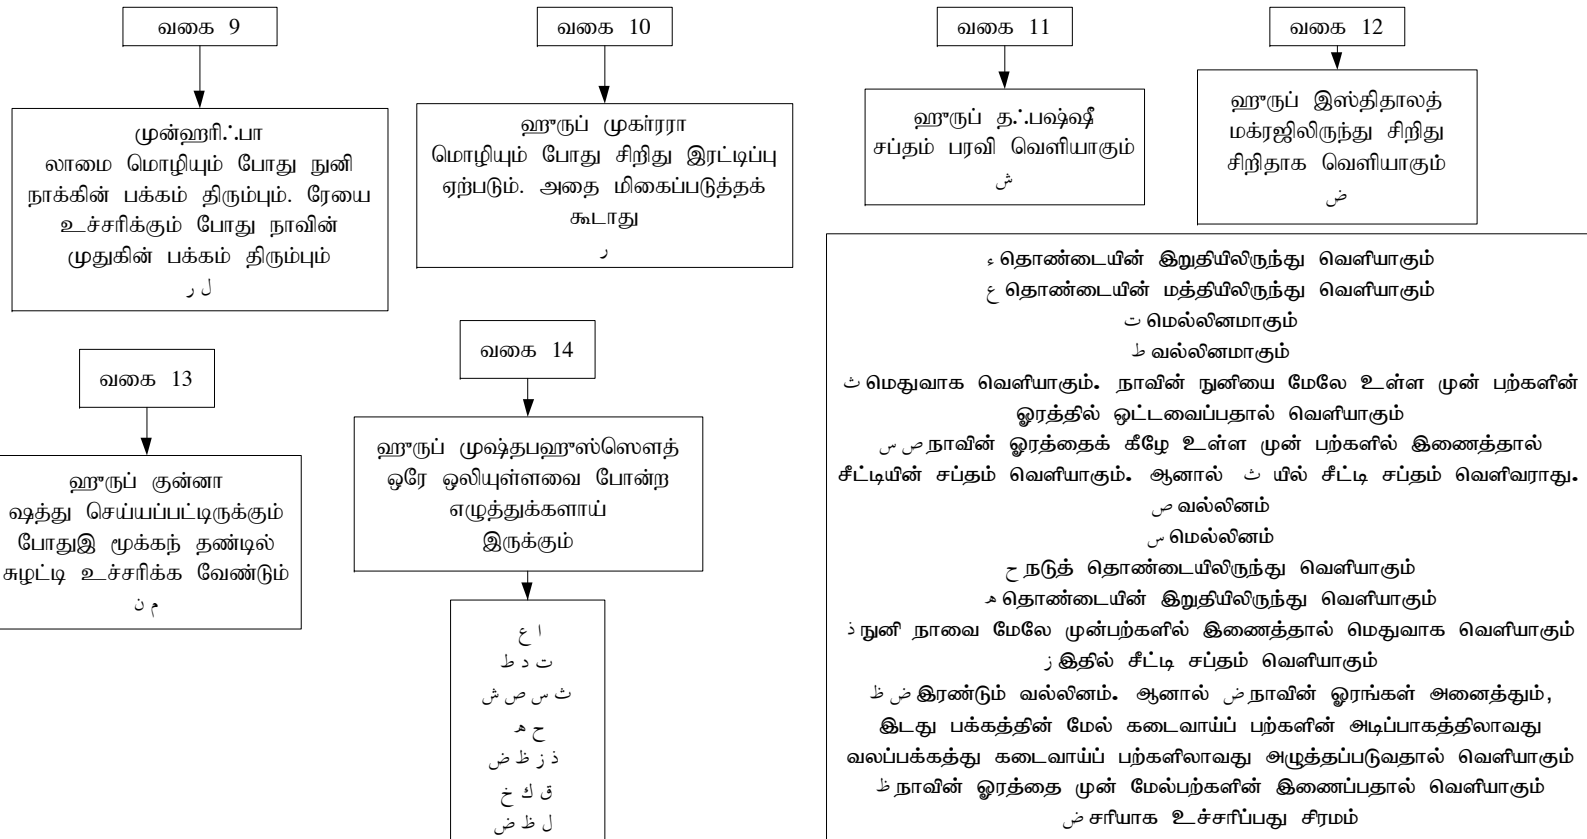 வகை 9
முன்ஹரிஃபா
லாமை மொழியும் போது நுனி
நாக்கின் பக்கம் திரும்பும். ரேயை
உச்சரிக்கும் போது நாவின்
முதுகின் பக்கம் திரும்பும்
ل ر
வகை 10
ஹுருப் முகர்ரரா
மொழியும் போது சிறிது இரட்டிப்பு
ஏற்படும். அதை மிகைப்படுத்தக்
கூடாது
ر
வகை 11
ஹுருப் தஃபஷ்ஷீ
சப்தம் பரவி வெளியாகும்
ش
வகை 12
ஹுருப் இஸ்திதாலத்
மக்ரஜிலிருந்து சிறிது
சிறிதாக வெளியாகும்
ض
வகை 13
ஹுருப் குன்னா
ஷத்து செய்யப்பட்டிருக்கும்
போதுஇ மூக்கந் தண்டில்
சுழட்டி உச்சரிக்க வேண்டும்
م ن
வகை 14
ஹுருப் முஷ்தபஹுஸ்ஸௌத்
ஒரே ஒலியுள்ளவை போன்ற
எழுத்துக்களாய்
இருக்கும்
ا ع
ت د ط
ث س ص ش
ح ھ
ذ ز ظ ض
ق ك خ
ل ظ ض
ء தொண்டையின் இறுதியிலிருந்து வெளியாகும்
ع தொண்டையின் மத்தியிலிருந்து வெளியாகும்
ت மெல்லினமாகும்
ط வல்லினமாகும்
ث மெதுவாக வெளியாகும். நாவின் நுனியை மேலே உள்ள முன் பற்களின்
ஓரத்தில் ஒட்டவைப்பதால் வெளியாகும்
ص س நாவின் ஓரத்தைக் கீழே உள்ள முன் பற்களில் இணைத்தால்
சீட்டியின் சப்தம் வெளியாகும். ஆனால் ث யில் சீட்டி சப்தம் வெளிவராது.
ص வல்லினம்
س மெல்லினம்
ح நடுத் தொண்டையிலிருந்து வெளியாகும்
ھ தொண்டையின் இறுதியிலிருந்து வெளியாகும்
ذ நுனி நாவை மேலே முன்பற்களில் இணைத்தால் மெதுவாக வெளியாகும்
ز இதில் சீட்டி சப்தம் வெளியாகும்
ض ظ இரண்டும் வல்லினம். ஆனால் ض நாவின் ஓரங்கள் அனைத்தும்,
இடது பக்கத்தின் மேல் கடைவாய்ப் பற்களின் அடிப்பாகத்திலாவது
வலப்பக்கத்து கடைவாய்ப் பற்களிலாவது அழுத்தப்படுவதால் வெளியாகும்
ظ நாவின் ஓரத்தை முன் மேல்பற்களின் இணைப்பதால் வெளியாகும்
ض சரியாக உச்சரிப்பது சிரமம்